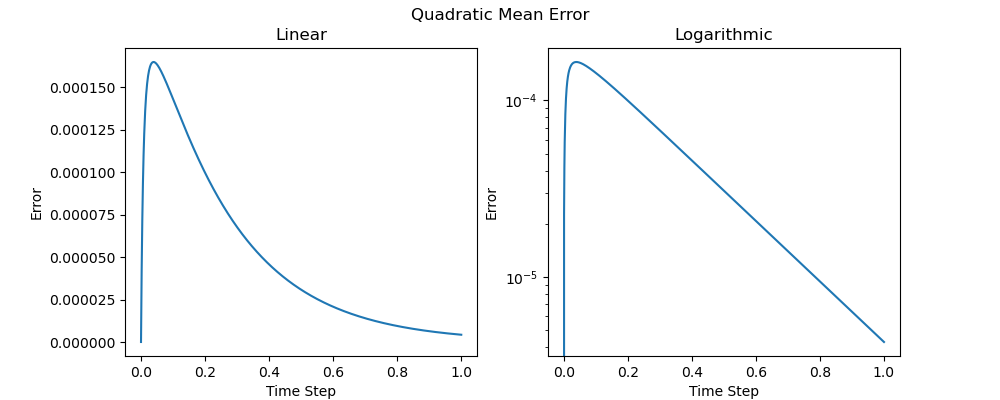 Quadratic Mean Error
Linear
0.000150
0.000125
0.000100
0.000075
0.000050
0.000025
0.000000
Error
0.0 0.2 0.4 0.6 0.8 1.0
Time Step
Logarithmic
10⁻⁴
10⁻⁵
Error
0.0 0.2 0.4 0.6 0.8 1.0
Time Step